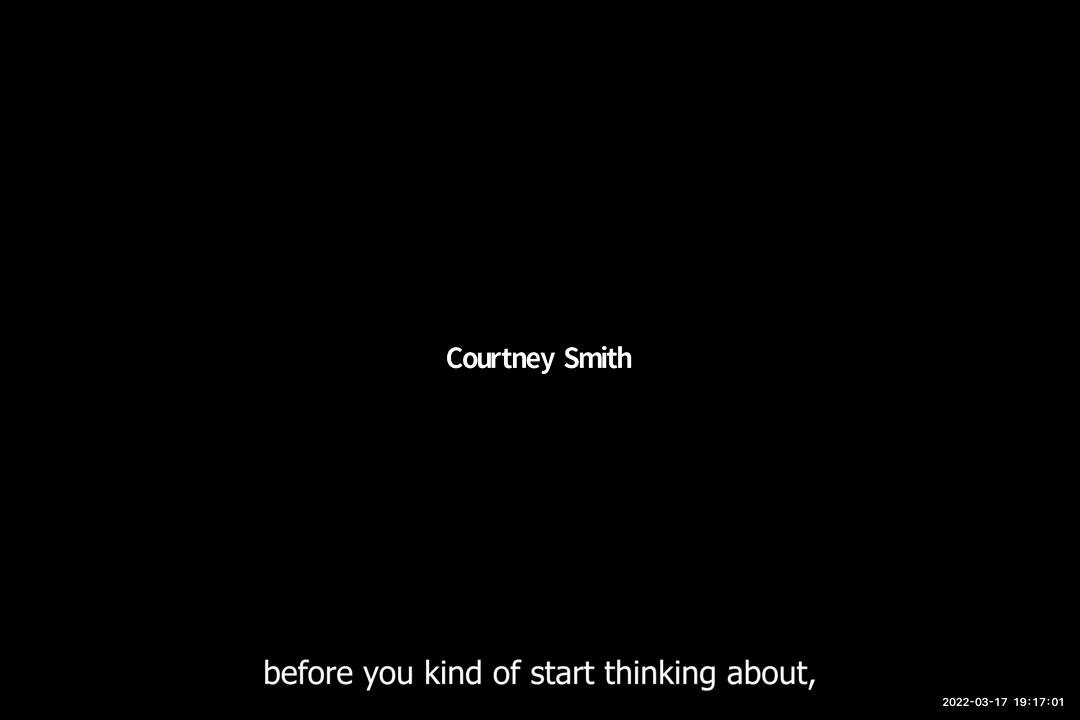 Courtney Smith
before you kind of start thinking about,
2022-03-17 19:17:01